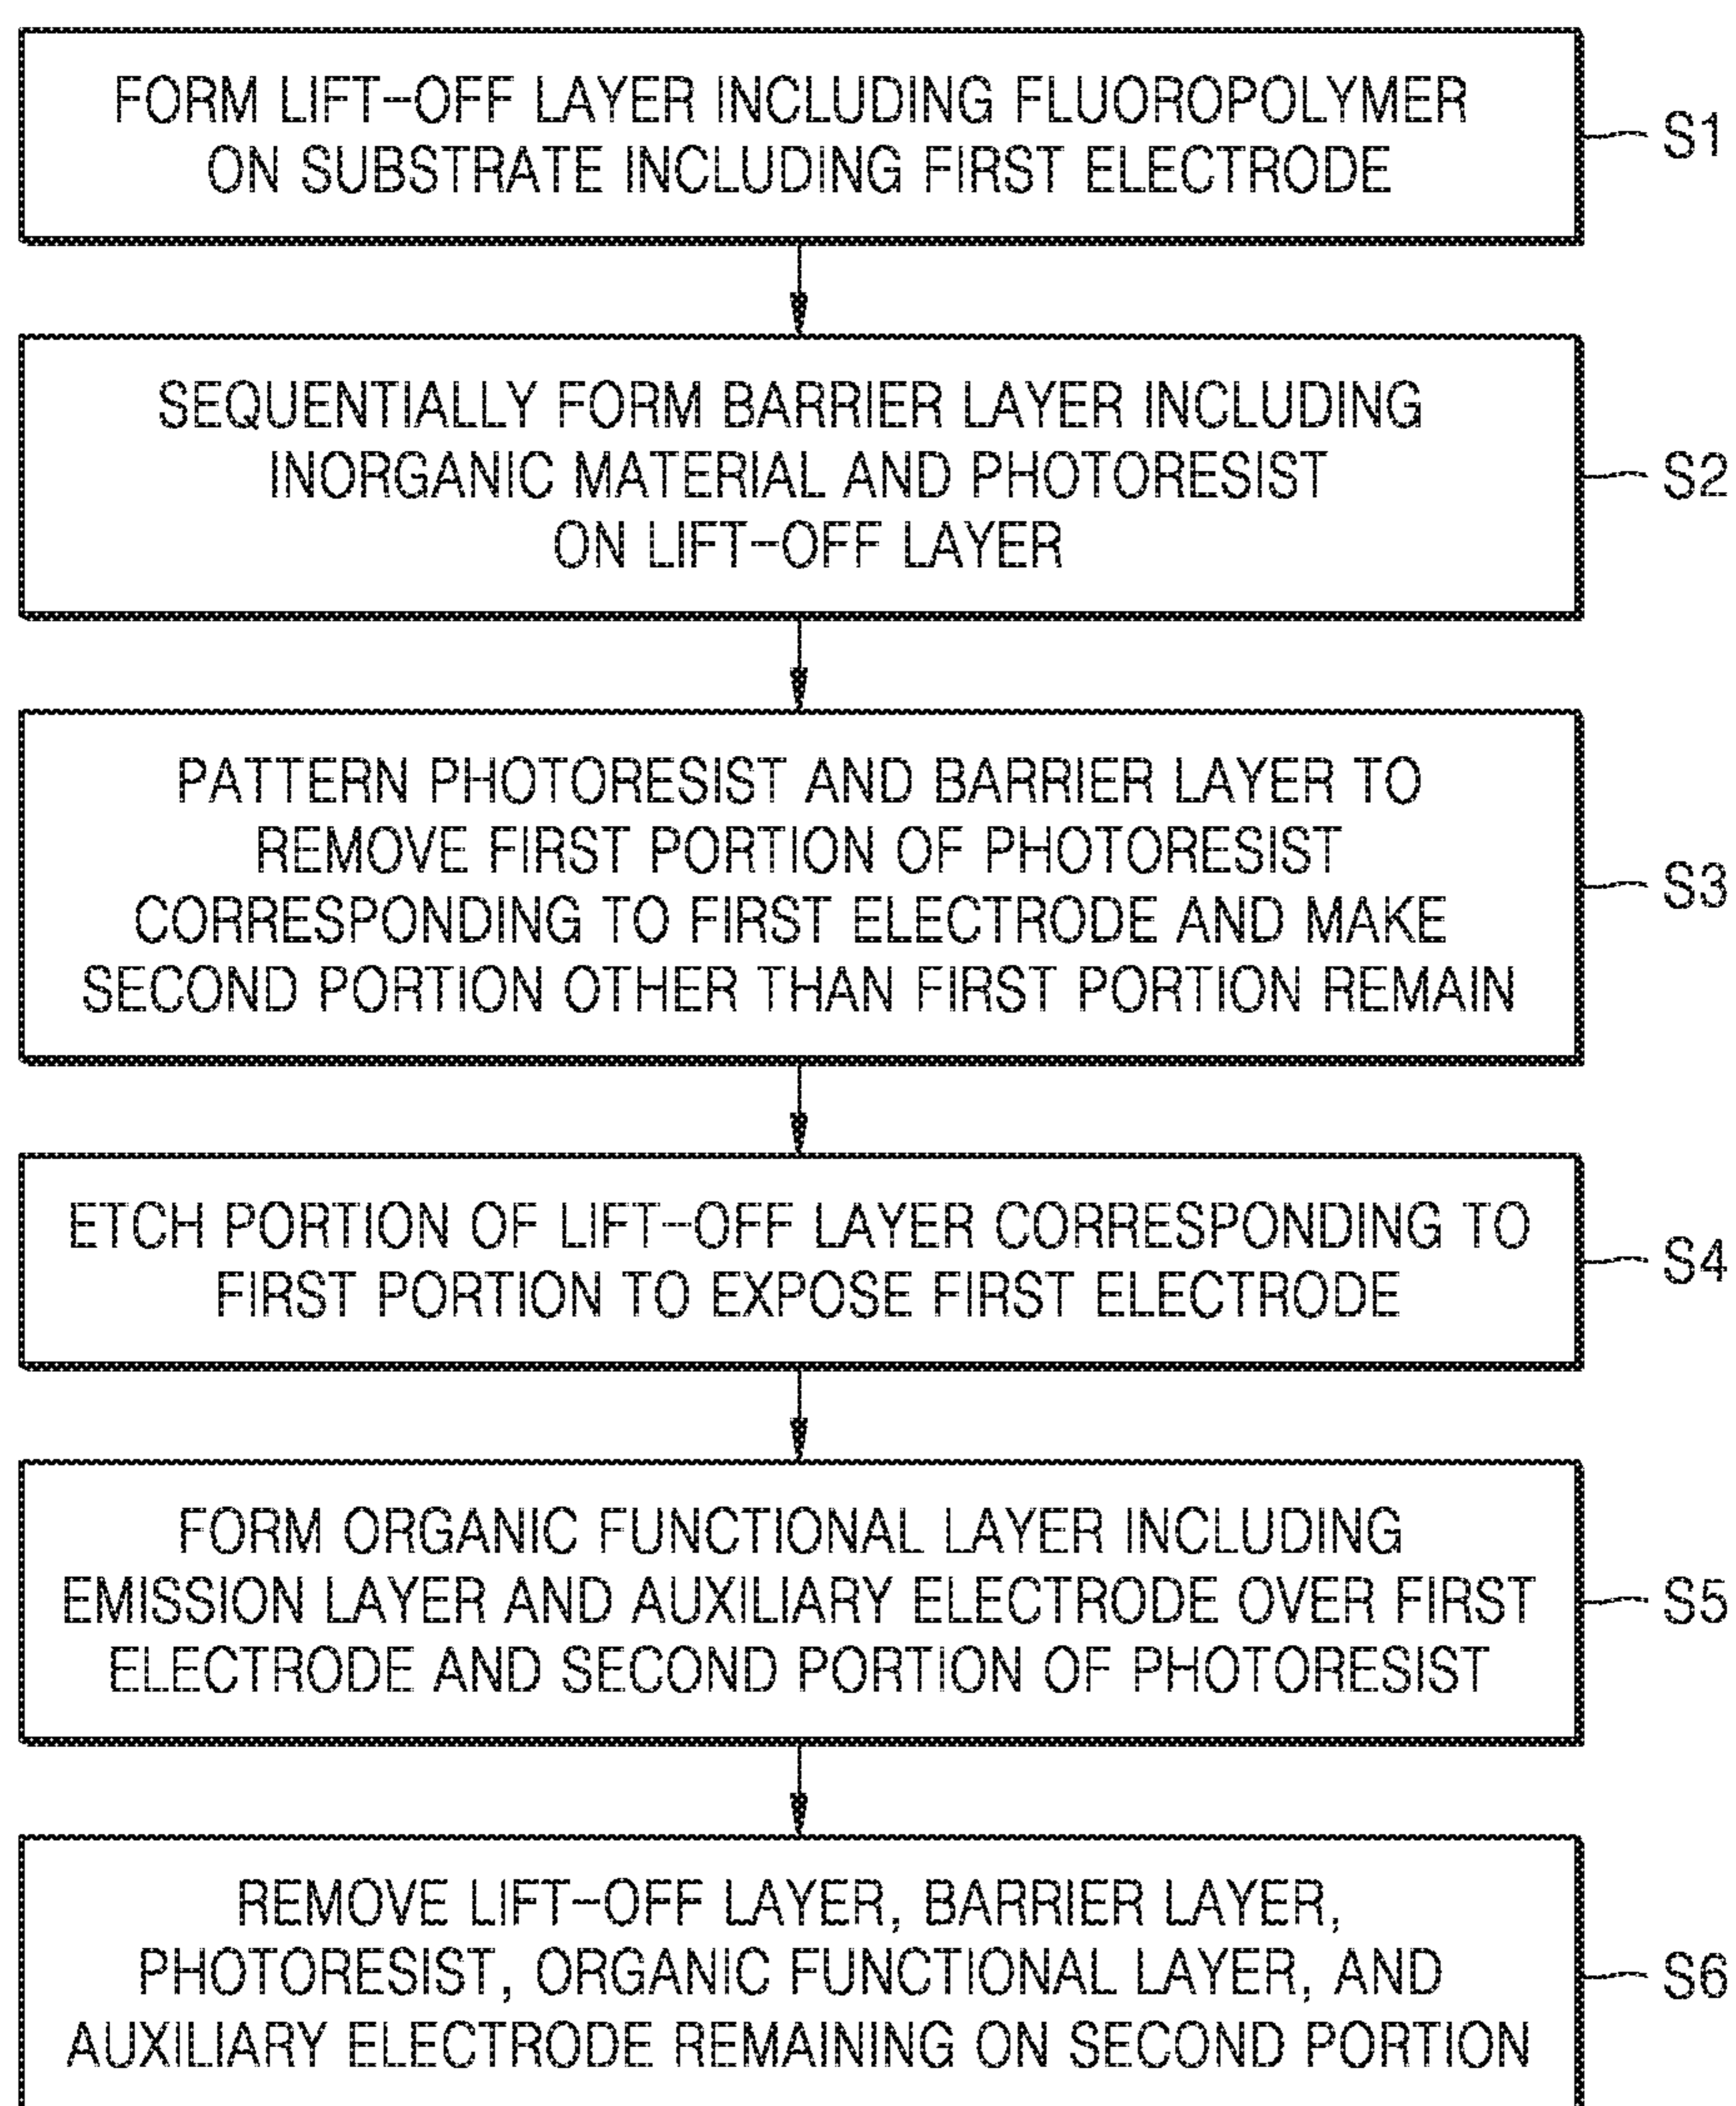 FORM LIFT-OFF LAYER INCLUDING FLUOROPOLYMER
ON SUBSTRATE INCLUDING FIRST ELECTRODE
S1
SEQUENTIALLY FORM BARRIER LAYER INCLUDING
INORGANIC MATERIAL AND PHOTORESIST
ON LIFT-OFF LAYER
S2
PATTERN PHOTORESIST AND BARRIER LAYER TO
REMOVE FIRST PORTION OF PHOTORESIST
CORRESPONDING TO FIRST ELECTRODE AND MAKE
SECOND PORTION OTHER THAN FIRST PORTION REMAIN
S3
ETCH PORTION OF LIFT-OFF LAYER CORRESPONDING TO
FIRST PORTION TO EXPOSE FIRST ELECTRODE
S4
FORM ORGANIC FUNCTIONAL LAYER INCLUDING
EMISSION LAYER AND AUXILIARY ELECTRODE OVER FIRST
ELECTRODE AND SECOND PORTION OF PHOTORESIST
S5
REMOVE LIFT-OFF LAYER, BARRIER LAYER,
PHOTORESIST, ORGANIC FUNCTIONAL LAYER, AND
AUXILIARY ELECTRODE REMAINING ON SECOND PORTION
S6